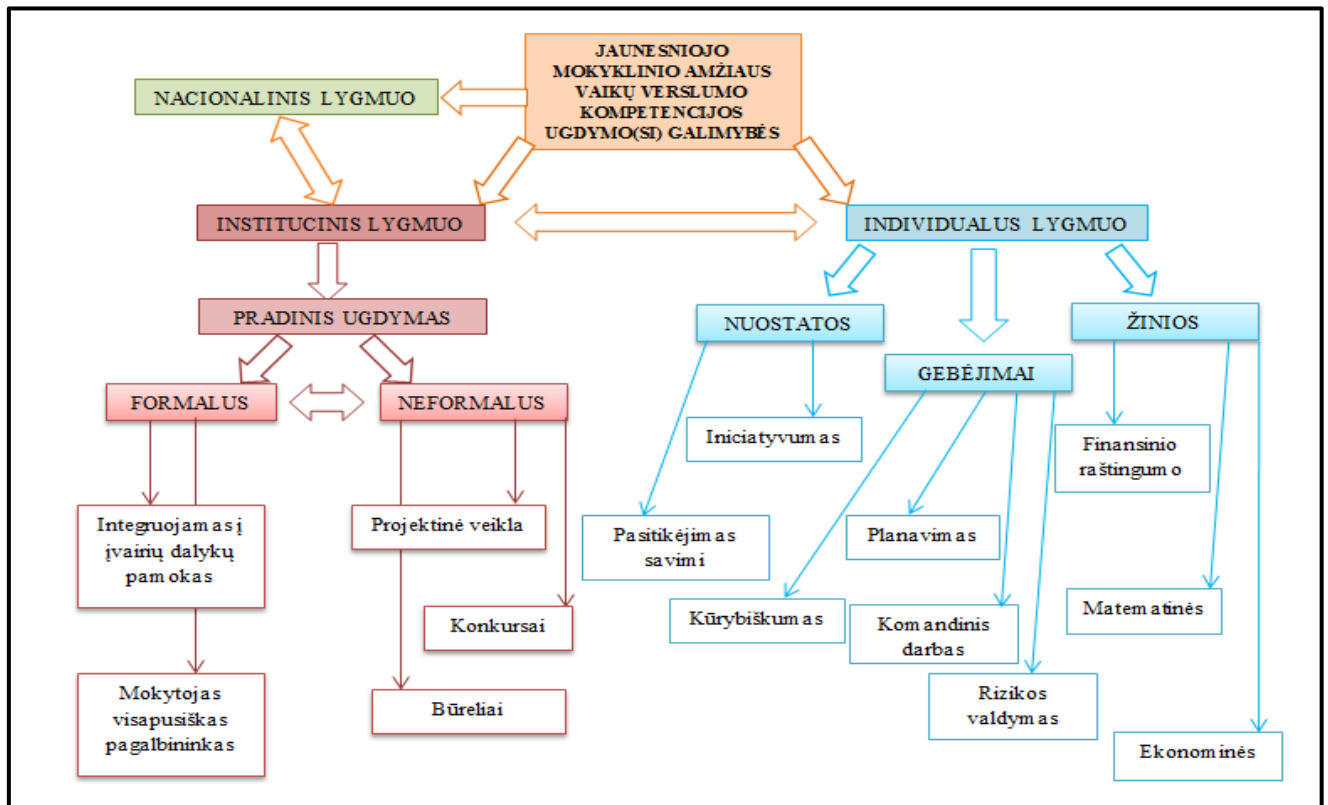 JAUNESNIOJO
MOKYKLINIO AMŽIAUS
VAIKŲ VERSLUMO
KOMPETENCIJOS
UGDYMO(SI) GALIMYBĖS
NACIONALINIS LYGMUO
INSTITUCINIS LYGMUO
INDIVIDUALUS LYGMUO
PRADINIS UGDYMAS
NUOSTATOS
ŽINIOS
GEBĖJIMAI
FORMALUS
NEFORMALUS
Iniciatyvumas
Finansinio
raštingumo
Integruojamas į
įvairių dalykų
pamokas
Projektinė veikla
Pasitikėjimas
savimi
Planavimas
Kūrybiškumas
Komandinis
darbas
Matematinės
Konkursai
Mokytojas
visapusiškas
pagalbininkas
Būreliai
Rizikos
valdymas
Ekonominės